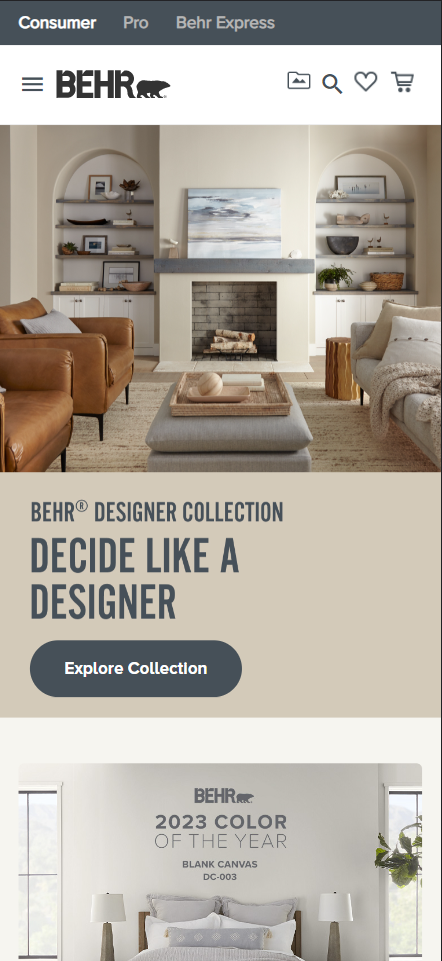 Consumer Pro Behr Express
BEHR
BEHR® DESIGNER COLLECTION
DECIDE LIKE A
DESIGNER
Explore Collection
BEHR
2023 COLOR
OF THE YEAR
BLANK CANVAS
DC-003